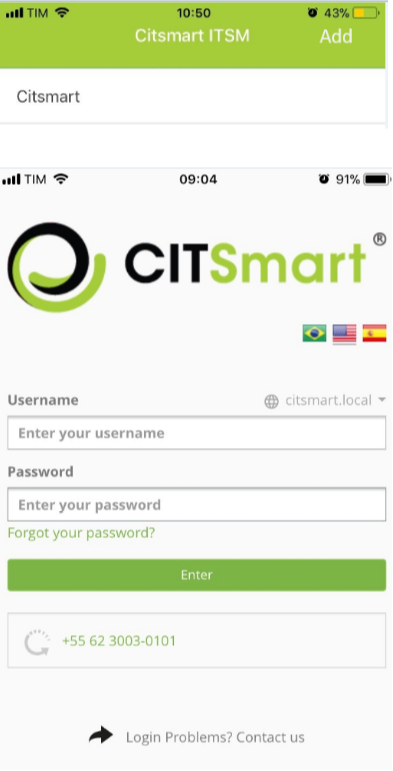 TIM 10:50 43%
Citsmart ITSM Add
Citsmart
TIM 09:04 91%
CITSmart ®
Username citsmart.local
Enter your username
Password
Enter your password
Forgot your password?
Enter
+55 62 3003-0101
Login Problems? Contact us